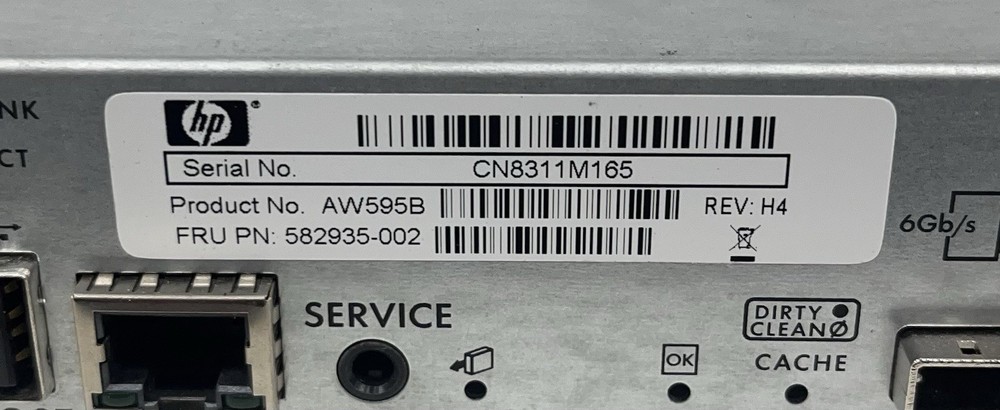 NK
CT
hp
Serial No. CN8311M165
Product No. AW595B REV: H4
FRU PN: 582935-002
6Gb/s
SERVICE
OK
DIRTY
CLEAN
CACHE